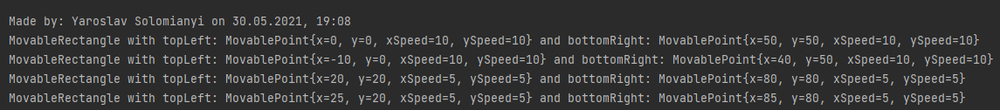 Made by: Yaroslav Solomianyi on 30.05.2021, 19:08
MovableRectangle with topLeft: MovablePoint{x=0, y=0, xSpeed=10, ySpeed=10} and bottomRight: MovablePoint{x=50, y=50, xSpeed=10, ySpeed=10}
MovableRectangle with topLeft: MovablePoint{x=-10, y=0, xSpeed=10, ySpeed=10} and bottomRight: MovablePoint{x=40, y=50, xSpeed=10, ySpeed=10}
MovableRectangle with topLeft: MovablePoint{x=20, y=20, xSpeed=5, ySpeed=5} and bottomRight: MovablePoint{x=80, y=80, xSpeed=5, ySpeed=5}
MovableRectangle with topLeft: MovablePoint{x=25, y=20, xSpeed=5, ySpeed=5} and bottomRight: MovablePoint{x=85, y=80, xSpeed=5, ySpeed=5}